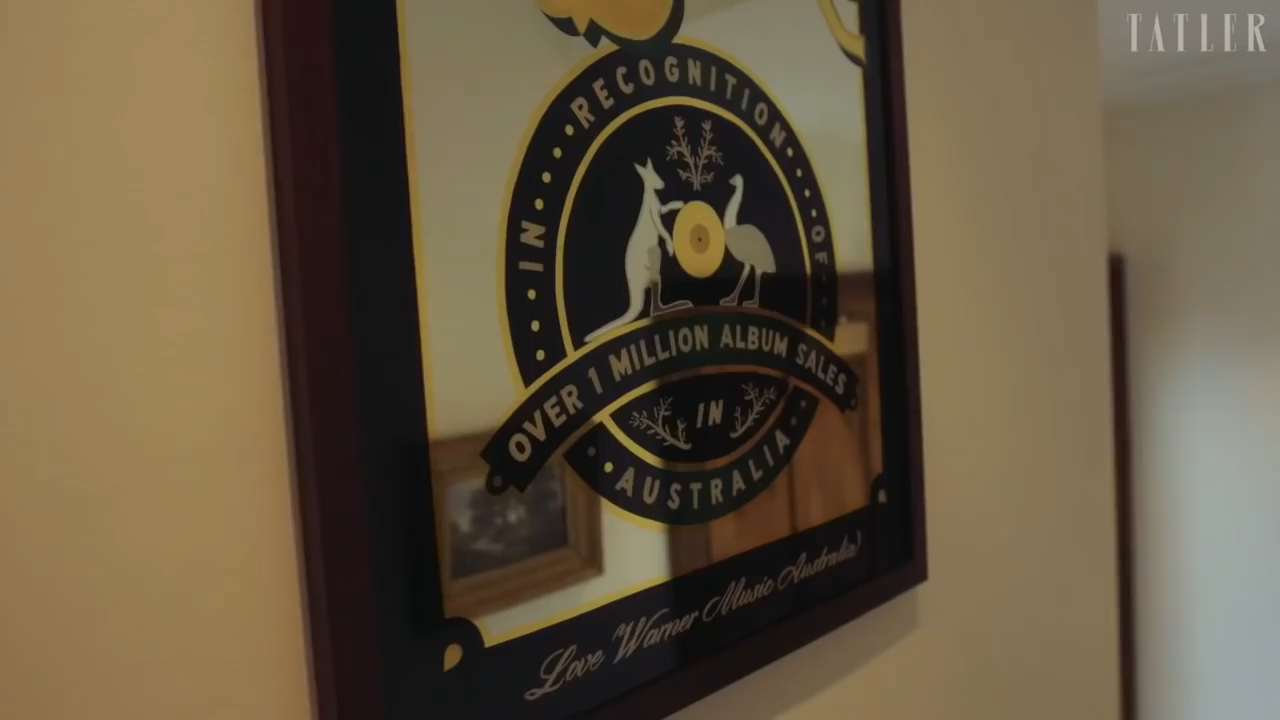 TATLER
IN RECOGNITION OF
OVER 1 MILLION ALBUM SALES
IN
AUSTRALIA
Love Warner Music Australia